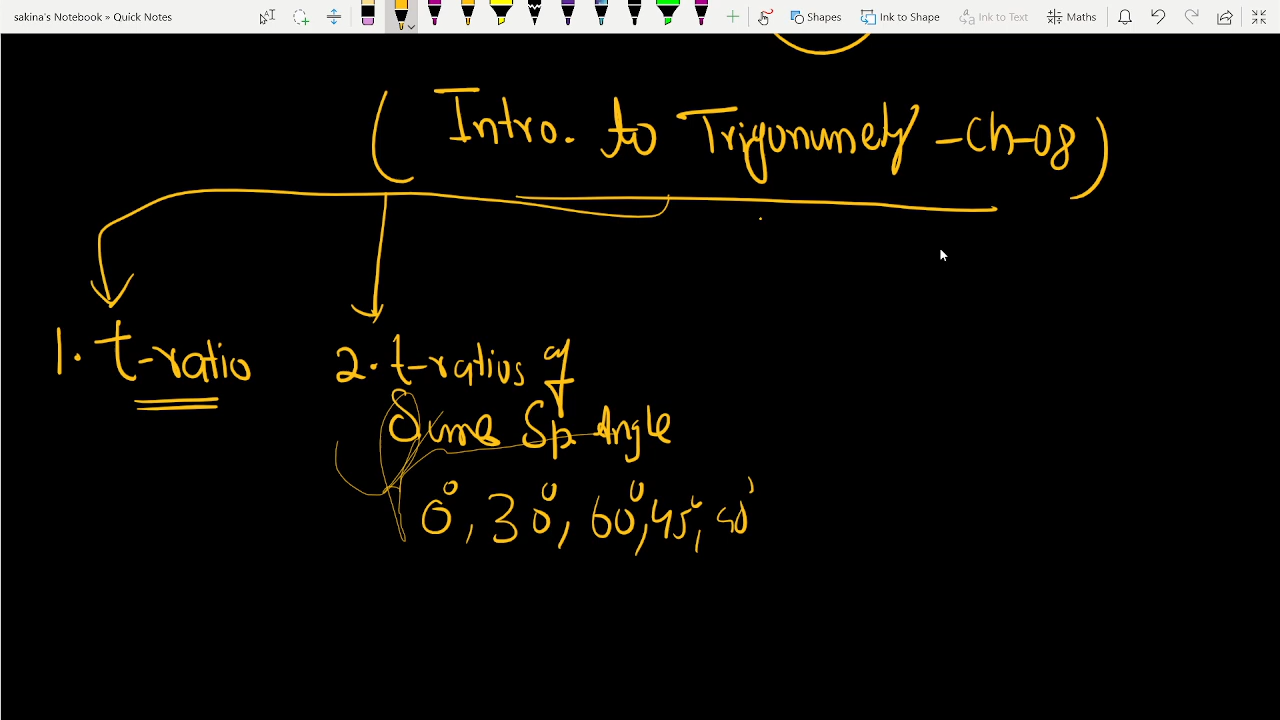 sakina's Notebook » Quick Notes
Shapes
Ink to Shape
Ink to Text
Maths
( Intro. to Trigonumety - Ch-08 )
1. t-ratio
2. t-ratios of
Some Sp. Angle
0°, 30°, 60°, 45°, 90°